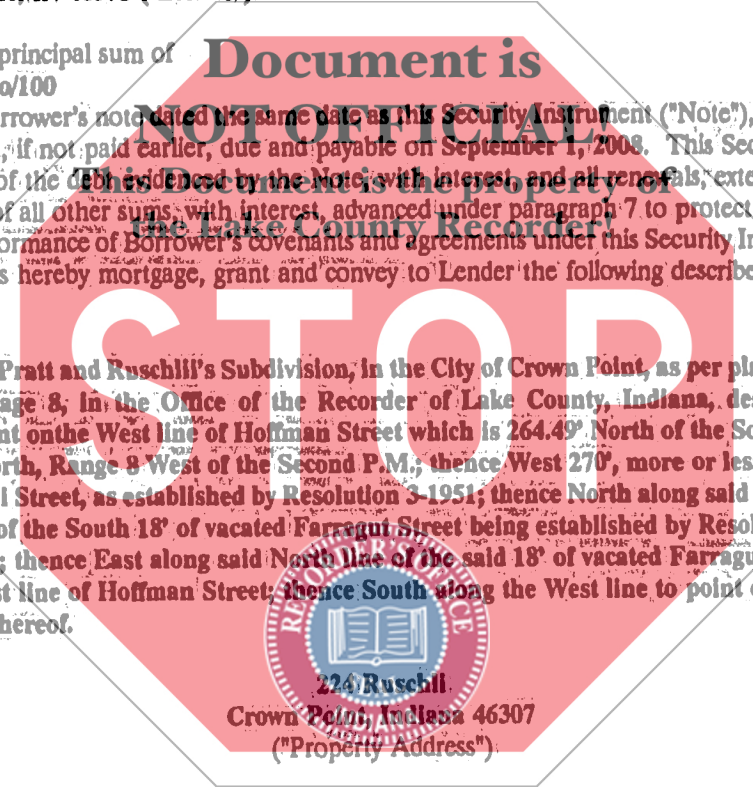 principal sum of
Document is
o/100
NOT OFFICIAL!
rrower's note dated the same date as this Security Instrument ("Note"),
, if not paid earlier, due and payable on September 1, 2008. This Sec
This Document is the property of
of the debt evidenced by the Note, with interest, and all renewals, exte
the Lake County Recorder!
of all other sums, with interest, advanced under paragraph 7 to protect
ormance of Borrower's covenants and agreements under this Security In
s hereby mortgage, grant and convey to Lender the following describe
STOP
Pratt and Ruschlii's Subdivision, in the City of Crown Point, as per pl
age 8, in the Office of the Recorder of Lake County, Indiana, de
nt onthe West line of Hoffman Street which is 264.49' North of the So
rth, Range 8 West of the Second P.M.; thence West 270', more or les
l Street, as established by Resolution 3-1951; thence North along said
of the South 18' of vacated Farragut Street being established by Resol
; thence East along said North line of the said 18' of vacated Farragu
st line of Hoffman Street; thence South along the West line to point
hereof.
RECORDER'S OFFICE
224 Ruschli
Crown Point, Indiana 46307
INDIANA
("Property Address")